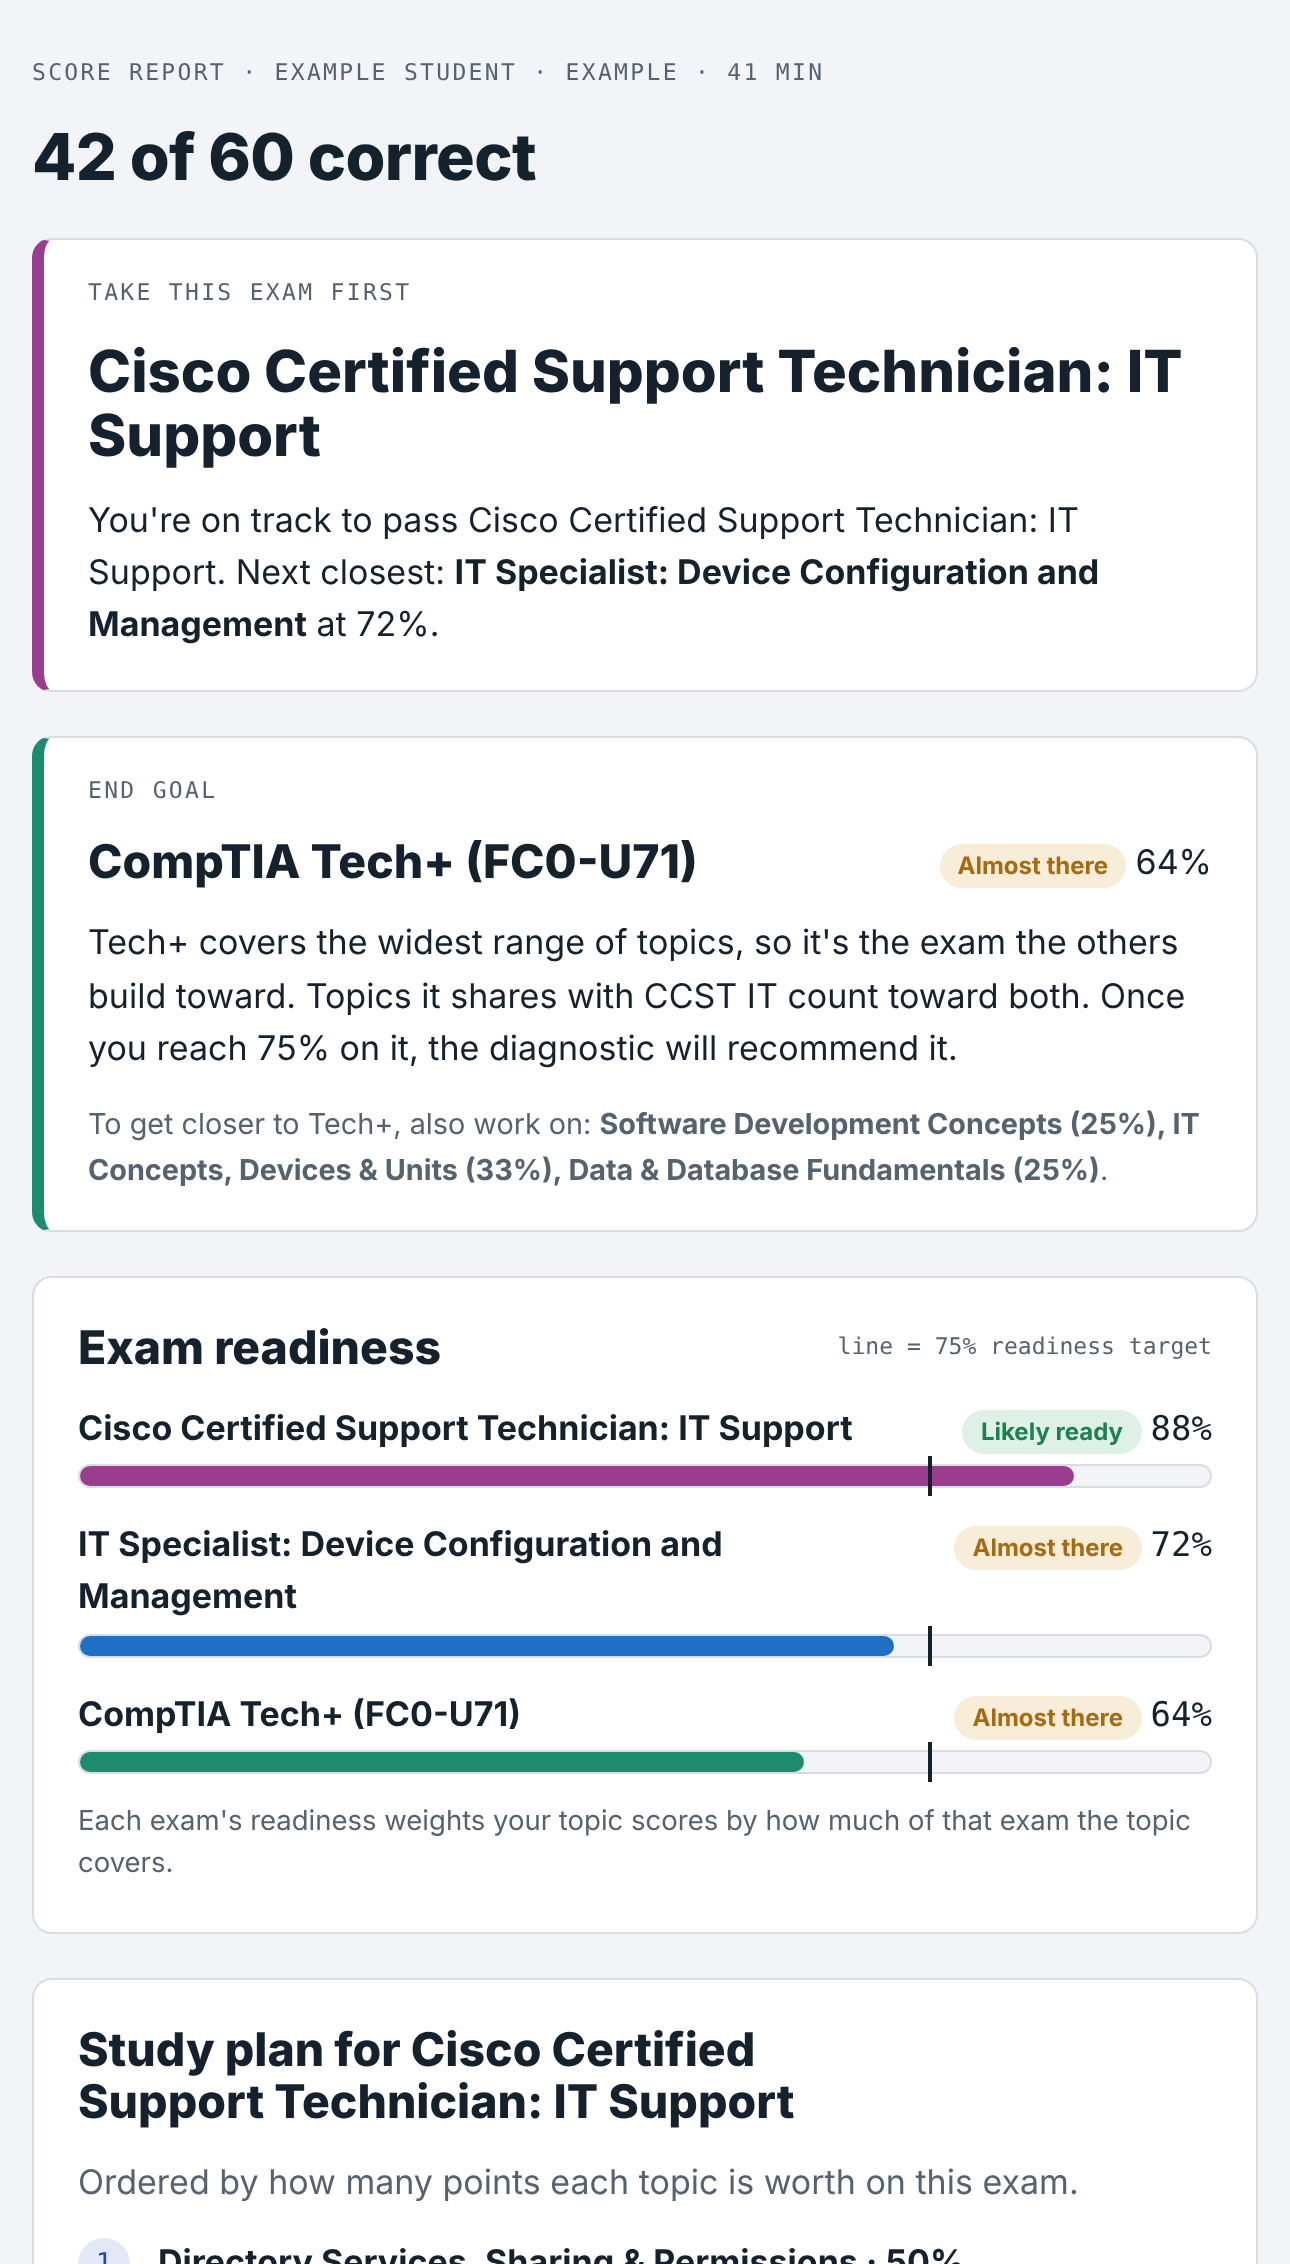 SCORE REPORT · EXAMPLE STUDENT · EXAMPLE · 41 MIN
42 of 60 correct
TAKE THIS EXAM FIRST
Cisco Certified Support Technician: IT
Support
You're on track to pass Cisco Certified Support Technician: IT
Support. Next closest: IT Specialist: Device Configuration and
Management at 72%.
END GOAL
CompTIA Tech+ (FC0-U71) Almost there 64%
Tech+ covers the widest range of topics, so it's the exam the others
build toward. Topics it shares with CCST IT count toward both. Once
you reach 75% on it, the diagnostic will recommend it.
To get closer to Tech+, also work on: Software Development Concepts (25%), IT
Concepts, Devices & Units (33%), Data & Database Fundamentals (25%).
Exam readiness line = 75% readiness target
Cisco Certified Support Technician: IT Support Likely ready 88%
IT Specialist: Device Configuration and Almost there 72%
Management
CompTIA Tech+ (FC0-U71) Almost there 64%
Each exam's readiness weights your topic scores by how much of that exam the topic
covers.
Study plan for Cisco Certified
Support Technician: IT Support
Ordered by how many points each topic is worth on this exam.
1 Directory Services, Sharing & Permissions · 50%